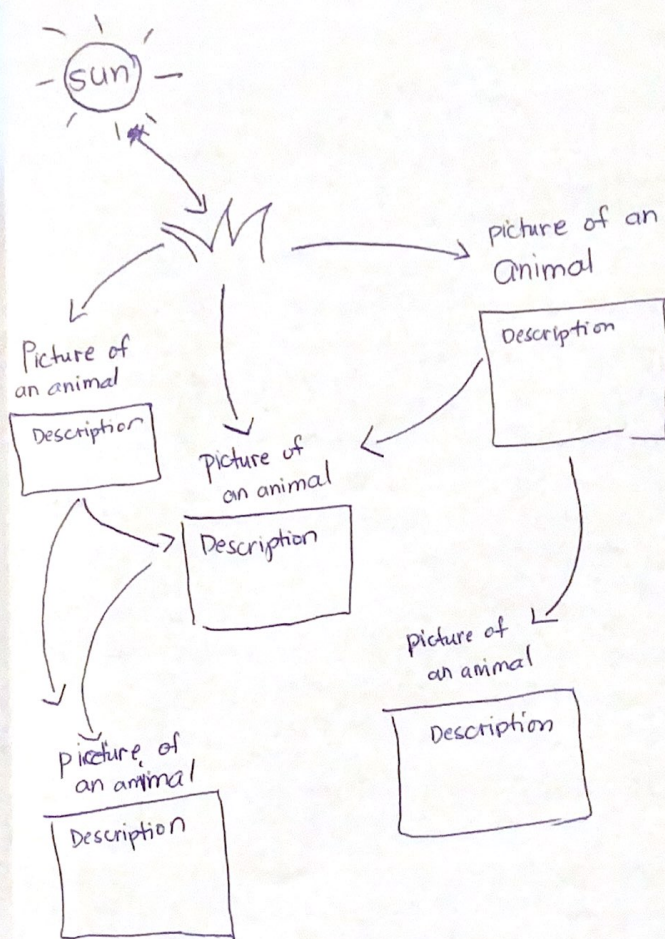 sun
picture of an
animal
Description
Picture of
an animal
Description
picture of
an animal
Description
picture of
an animal
Description
picture of
an animal
Description